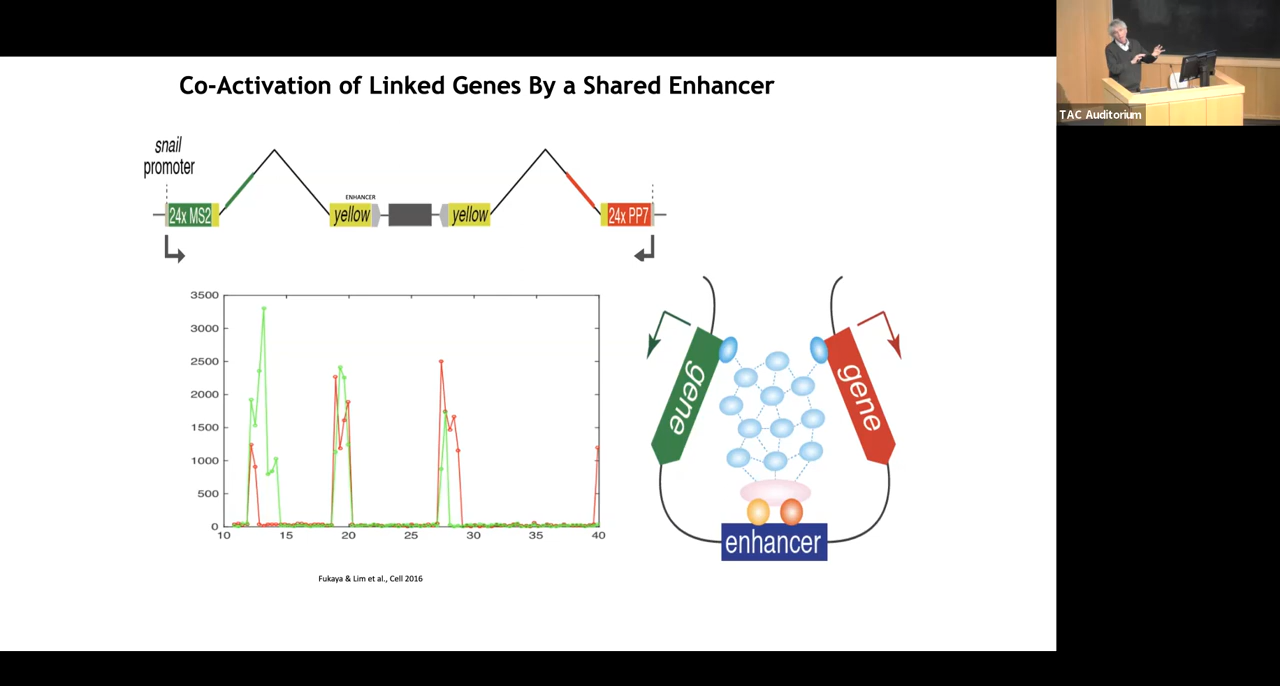 Co-Activation of Linked Genes By a Shared Enhancer
TAC Auditorium
snail
promoter
ENHANCER
24x MS2
yellow
yellow
24x PP7
3500
3000
2500
2000
1500
1000
500
0
10 15 20 25 30 35 40
gene
gene
enhancer
Fukaya & Lim et al., Cell 2016